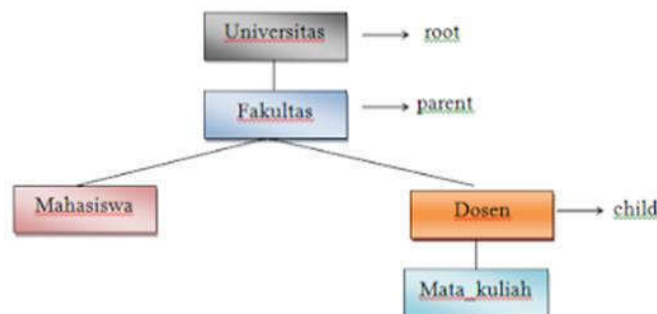 Universitas
root
Fakultas
parent
Mahasiswa
Dosen
child
Mata_kuliah